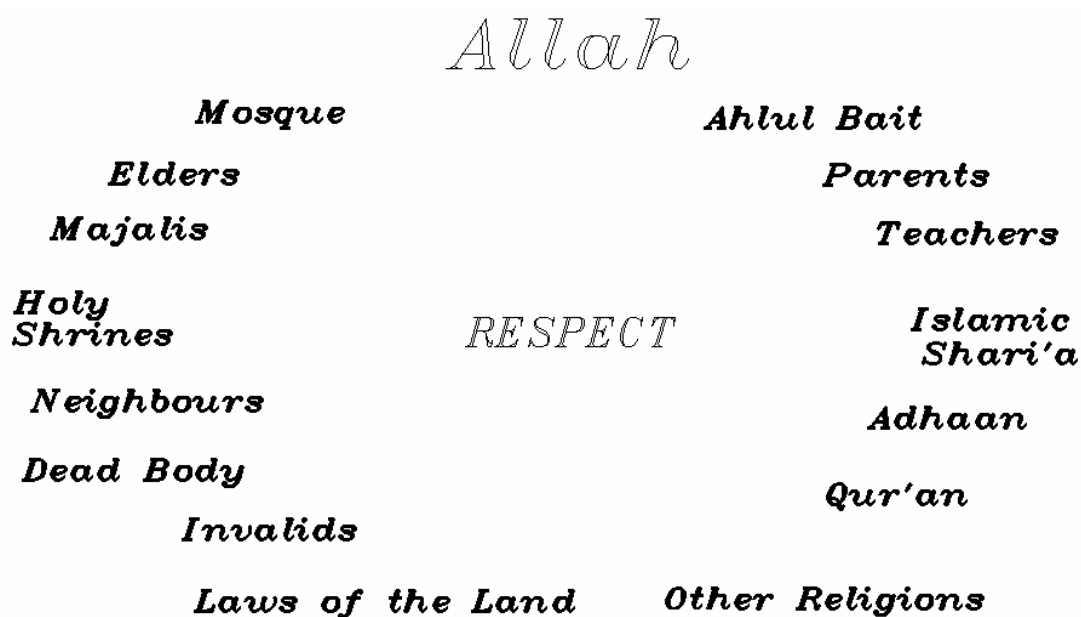 Allah
Mosque
Ahlul Bait
Elders
Parents
Majalis
Teachers
Holy
Shrines
RESPECT
Islamic
Shari'a
Neighbours
Adhaan
Dead Body
Qur'an
Invalids
Laws of the Land
Other Religions